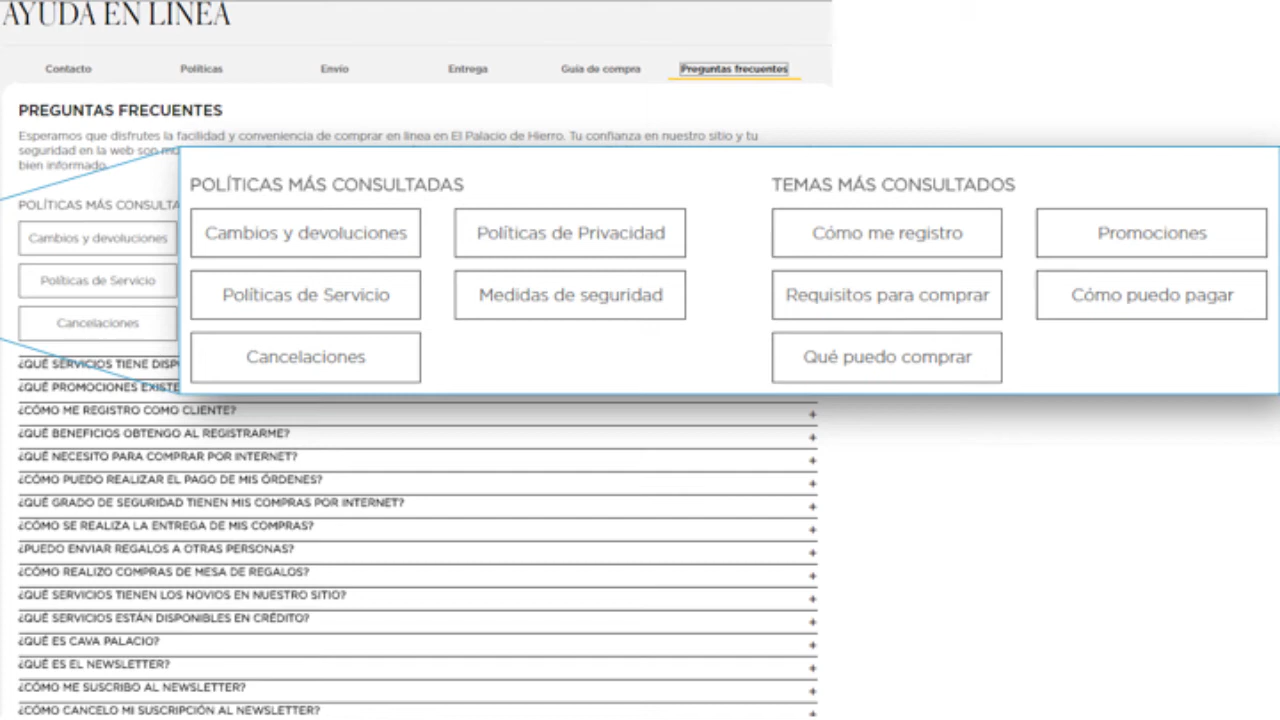 AYUDA EN LINEA
Contacto Políticas Envío Entrega Guía de compra Preguntas frecuentes
PREGUNTAS FRECUENTES
Esperamos que disfrutes la facilidad y conveniencia de comprar en línea en El Palacio de Hierro. Tu confianza en nuestro sitio y tu
seguridad en la web son
bien informado.
POLÍTICAS MÁS CONSULTA
Cambios y devoluciones
Políticas de Servicio
Cancelaciones
POLÍTICAS MÁS CONSULTADAS
Cambios y devoluciones Políticas de Privacidad
Políticas de Servicio Medidas de seguridad
Cancelaciones
TEMAS MÁS CONSULTADOS
Cómo me registro Promociones
Requisitos para comprar Cómo puedo pagar
Qué puedo comprar
¿QUÉ SERVICIOS TIENE DISP
¿QUÉ PROMOCIONES EXISTE
¿CÓMO ME REGISTRO COMO CLIENTE? +
¿QUÉ BENEFICIOS OBTENGO AL REGISTRARME? +
¿QUÉ NECESITO PARA COMPRAR POR INTERNET? +
¿CÓMO PUEDO REALIZAR EL PAGO DE MIS ÓRDENES? +
¿QUÉ GRADO DE SEGURIDAD TIENEN MIS COMPRAS POR INTERNET? +
¿CÓMO SE REALIZA LA ENTREGA DE MIS COMPRAS? +
¿PUEDO ENVIAR REGALOS A OTRAS PERSONAS? +
¿CÓMO REALIZO COMPRAS DE MESA DE REGALOS? +
¿QUÉ SERVICIOS TIENEN LOS NOVIOS EN NUESTRO SITIO? +
¿QUÉ SERVICIOS ESTÁN DISPONIBLES EN CRÉDITO? +
¿QUÉ ES CAVA PALACIO? +
¿QUÉ ES EL NEWSLETTER? +
¿CÓMO ME SUSCRIBO AL NEWSLETTER? +
¿CÓMO CANCELO MI SUSCRIPCIÓN AL NEWSLETTER? +